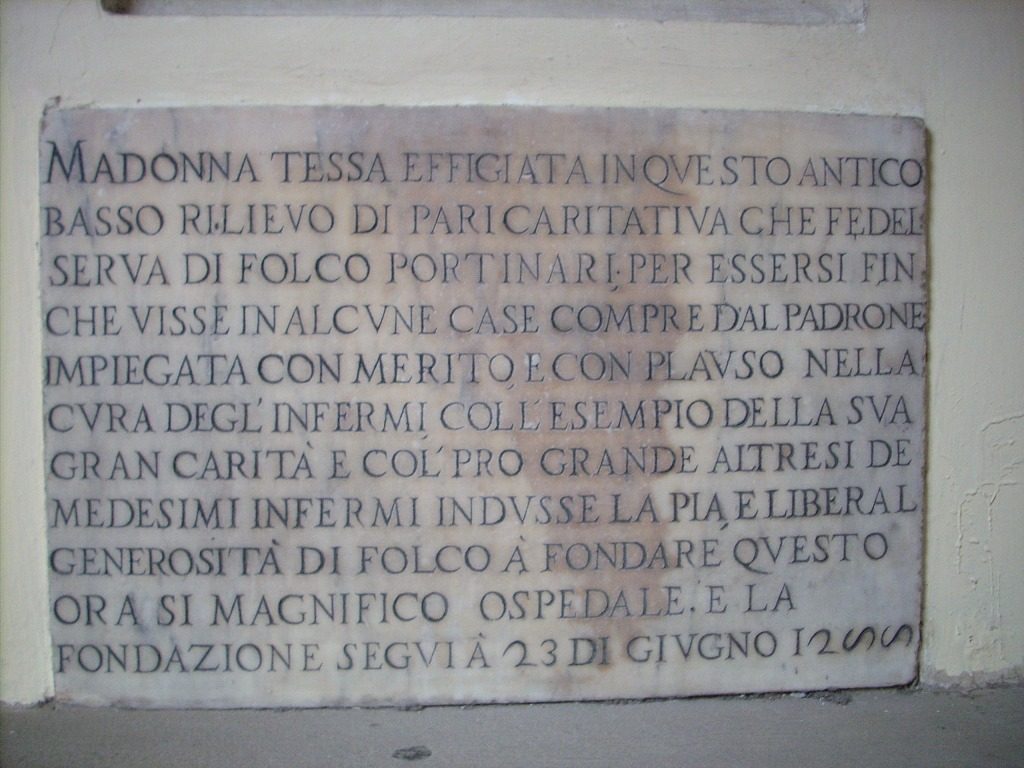 MADONNA TESSA EFFIGIATA IN QVESTO ANTICO
BASSO RI·LIEVO DI PARI CARITATIVA CHE FEDEL
SERVA DI FOLCO PORTINARI· PER ESSERSI FIN
CHE VISSE IN ALCVNE CASE COMPRE DAL PADRONE
IMPIEGATA CON MERITO, E CON PLAVSO NELLA
CVRA DEGL'INFERMI, COLL'ESEMPIO DELLA SVA
GRAN CARITÀ E COL'PRO GRANDE ALTRESI DE
MEDESIMI INFERMI INDVSSE LA PIA, E LIBERAL
GENEROSITÀ DI FOLCO À FONDARE QVESTO
ORA SI MAGNIFICO OSPEDALE, E LA
FONDAZIONE SEGVI À 23 DI GIVGNO 1288